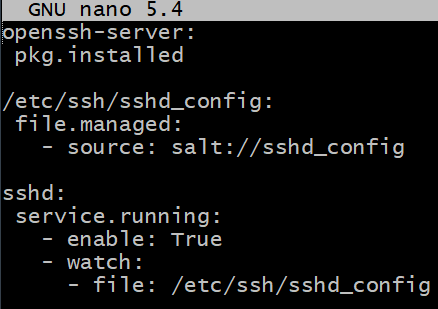 GNU nano 5.4
openssh-server:
 pkg.installed

/etc/ssh/sshd_config:
 file.managed:
   - source: salt://sshd_config

sshd:
 service.running:
   - enable: True
   - watch:
     - file: /etc/ssh/sshd_config